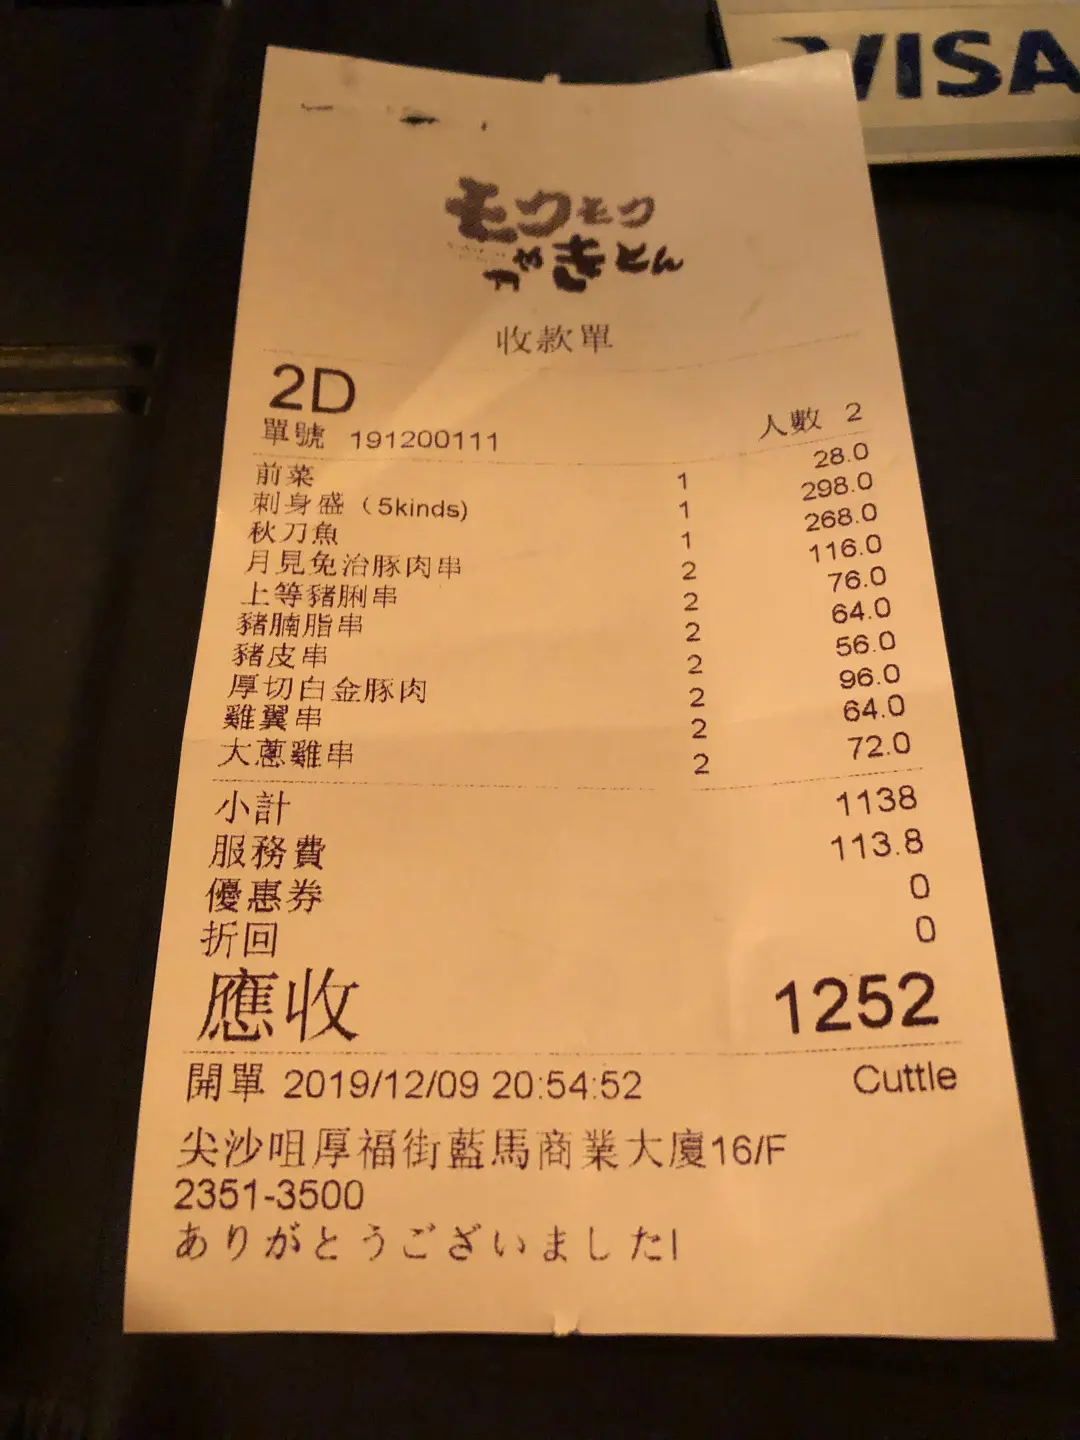 VISA
モクモク
やきとん
收款單
2D
單號 191200111 人數 2
前菜 1 28.0
刺身盛（5kinds) 1 298.0
秋刀魚 1 268.0
月見免治豚肉串 2 116.0
上等豬脷串 2 76.0
豬腩脂串 2 64.0
豬皮串 2 56.0
厚切白金豚肉 2 96.0
雞翼串 2 64.0
大蔥雞串 2 72.0
小計 1138
服務費 113.8
優惠券 0
折回 0
應收 1252
開單 2019/12/09 20:54:52 Cuttle
尖沙咀厚福街藍馬商業大廈16/F
2351-3500
ありがとうございました!